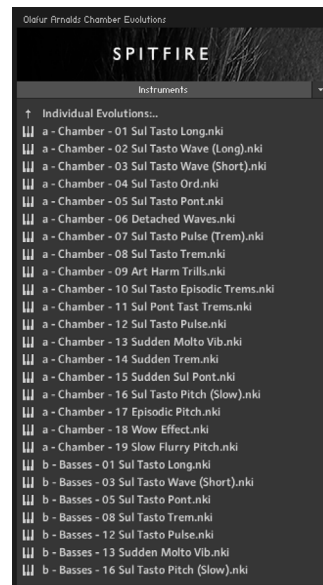 Olafur Arnalds Chamber Evolutions
SPITFIRE
Instruments
Individual Evolutions:..
a - Chamber - 01 Sul Tasto Long.nki
a - Chamber - 02 Sul Tasto Wave (Long).nki
a - Chamber - 03 Sul Tasto Wave (Short).nki
a - Chamber - 04 Sul Tasto Ord.nki
a - Chamber - 05 Sul Tasto Pont.nki
a - Chamber - 06 Detached Waves.nki
a - Chamber - 07 Sul Tasto Pulse (Trem).nki
a - Chamber - 08 Sul Tasto Trem.nki
a - Chamber - 09 Art Harm Trills.nki
a - Chamber - 10 Sul Tasto Episodic Trems.nki
a - Chamber - 11 Sul Pont Tast Trems.nki
a - Chamber - 12 Sul Tasto Pulse.nki
a - Chamber - 13 Sudden Molto Vib.nki
a - Chamber - 14 Sudden Trem.nki
a - Chamber - 15 Sudden Sul Pont.nki
a - Chamber - 16 Sul Tasto Pitch (Slow).nki
a - Chamber - 17 Episodic Pitch.nki
a - Chamber - 18 Wow Effect.nki
a - Chamber - 19 Slow Flurry Pitch.nki
b - Basses - 01 Sul Tasto Long.nki
b - Basses - 03 Sul Tasto Wave (Short).nki
b - Basses - 05 Sul Tasto Pont.nki
b - Basses - 08 Sul Tasto Trem.nki
b - Basses - 12 Sul Tasto Pulse.nki
b - Basses - 13 Sudden Molto Vib.nki
b - Basses - 16 Sul Tasto Pitch (Slow).nki